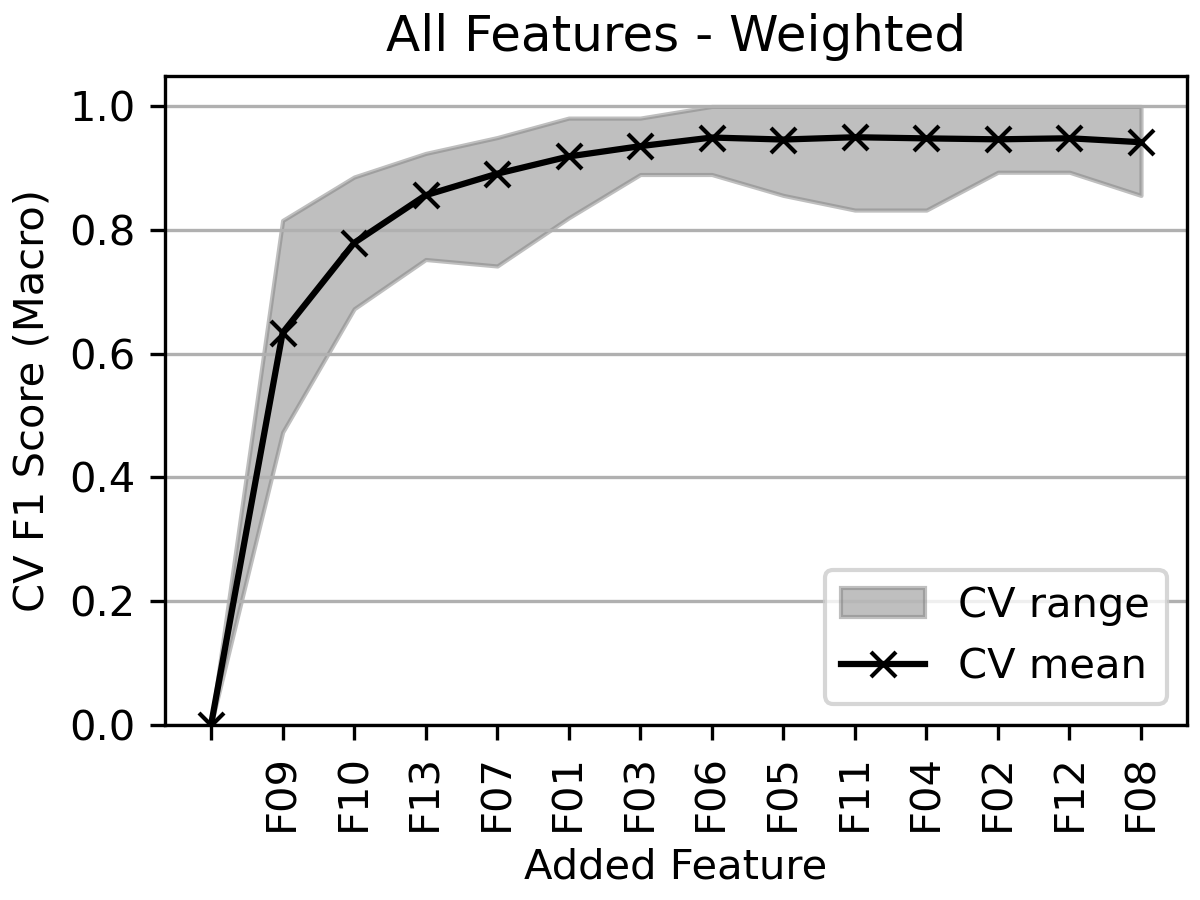 All Features - Weighted
CV F1 Score (Macro)
1.0
0.8
0.6
0.4
0.2
0.0
CV range
CV mean
F09
F10
F13
F07
F01
F03
F06
F05
F11
F04
F02
F12
F08
Added Feature